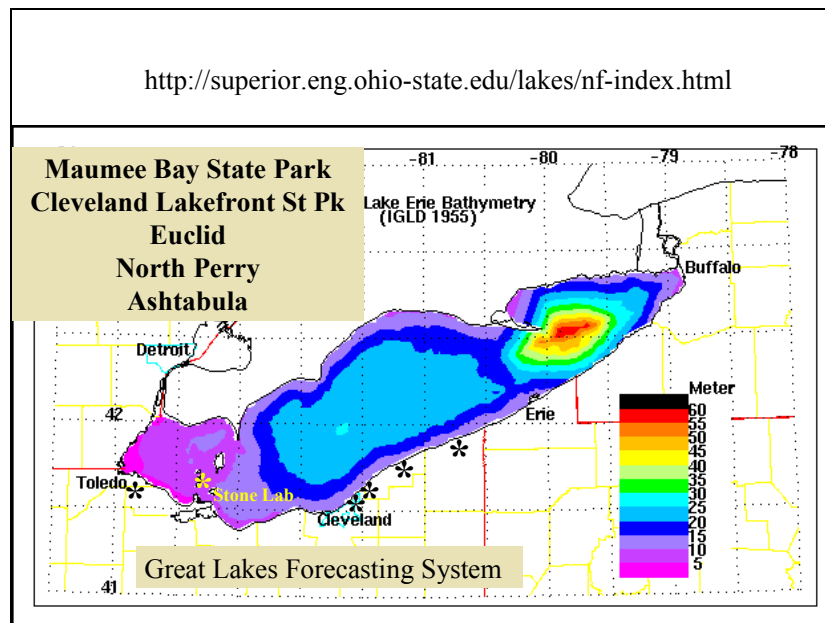 http://superior.eng.ohio-state.edu/lakes/nf-index.html
-81
-80
-79
-78
Maumee Bay State Park
Cleveland Lakefront St Pk
Euclid
North Perry
Ashtabula
Lake Erie Bathymetry
(IGLD 1955)
Buffalo
Detroit
Meter
60
55
50
45
40
35
30
25
20
15
10
5
42
Erie
Toledo
Stone Lab
Cleveland
Great Lakes Forecasting System
41